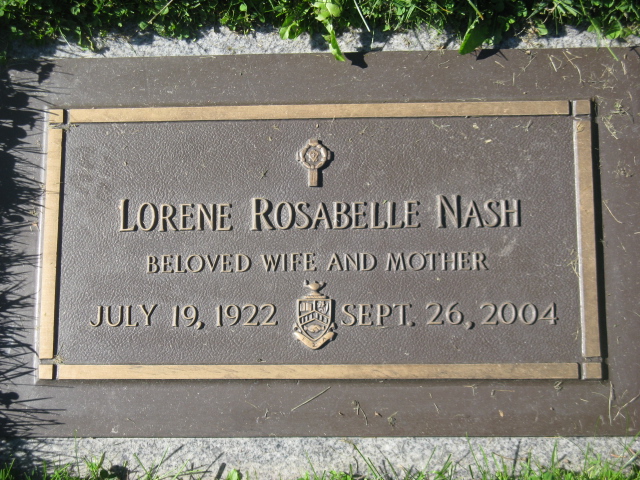 LORENE ROSABELLE NASH
BELOVED WIFE AND MOTHER
JULY 19, 1922 SEPT. 26, 2004